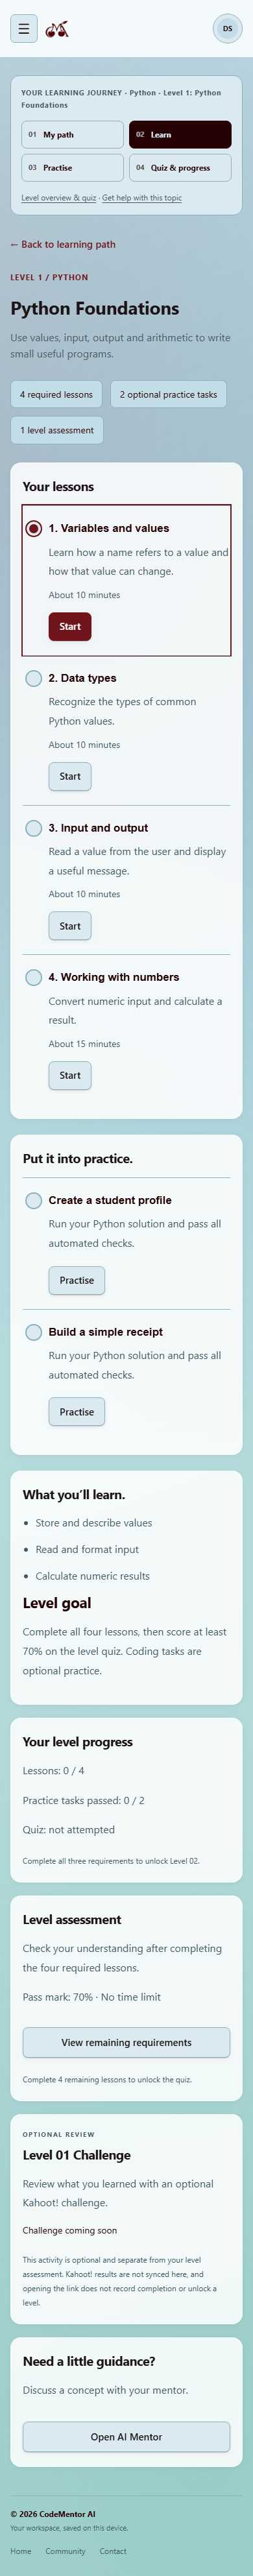 ☰
DS
YOUR LEARNING JOURNEY · Python · Level 1: Python
Foundations
01 My path
02 Learn
03 Practise
04 Quiz & progress
Level overview & quiz · Get help with this topic
← Back to learning path
LEVEL 1 / PYTHON
Python Foundations
Use values, input, output and arithmetic to write
small useful programs.
4 required lessons
2 optional practice tasks
1 level assessment
Your lessons
1. Variables and values
Learn how a name refers to a value and
how that value can change.
About 10 minutes
Start
2. Data types
Recognize the types of common
Python values.
About 10 minutes
Start
3. Input and output
Read a value from the user and display
a useful message.
About 10 minutes
Start
4. Working with numbers
Convert numeric input and calculate a
result.
About 15 minutes
Start
Put it into practice.
Create a student profile
Run your Python solution and pass all
automated checks.
Practise
Build a simple receipt
Run your Python solution and pass all
automated checks.
Practise
What you’ll learn.
• Store and describe values
• Read and format input
• Calculate numeric results
Level goal
Complete all four lessons, then score at least
70% on the level quiz. Coding tasks are
optional practice.
Your level progress
Lessons: 0 / 4
Practice tasks passed: 0 / 2
Quiz: not attempted
Complete all three requirements to unlock Level 02.
Level assessment
Check your understanding after completing
the four required lessons.
Pass mark: 70% · No time limit
View remaining requirements
Complete 4 remaining lessons to unlock the quiz.
OPTIONAL REVIEW
Level 01 Challenge
Review what you learned with an optional
Kahoot! challenge.
Challenge coming soon
This activity is optional and separate from your level
assessment. Kahoot! results are not synced here, and
opening the link does not record completion or unlock a
level.
Need a little guidance?
Discuss a concept with your mentor.
Open AI Mentor
© 2026 CodeMentor AI
Your workspace, saved on this device.
Home Community Contact